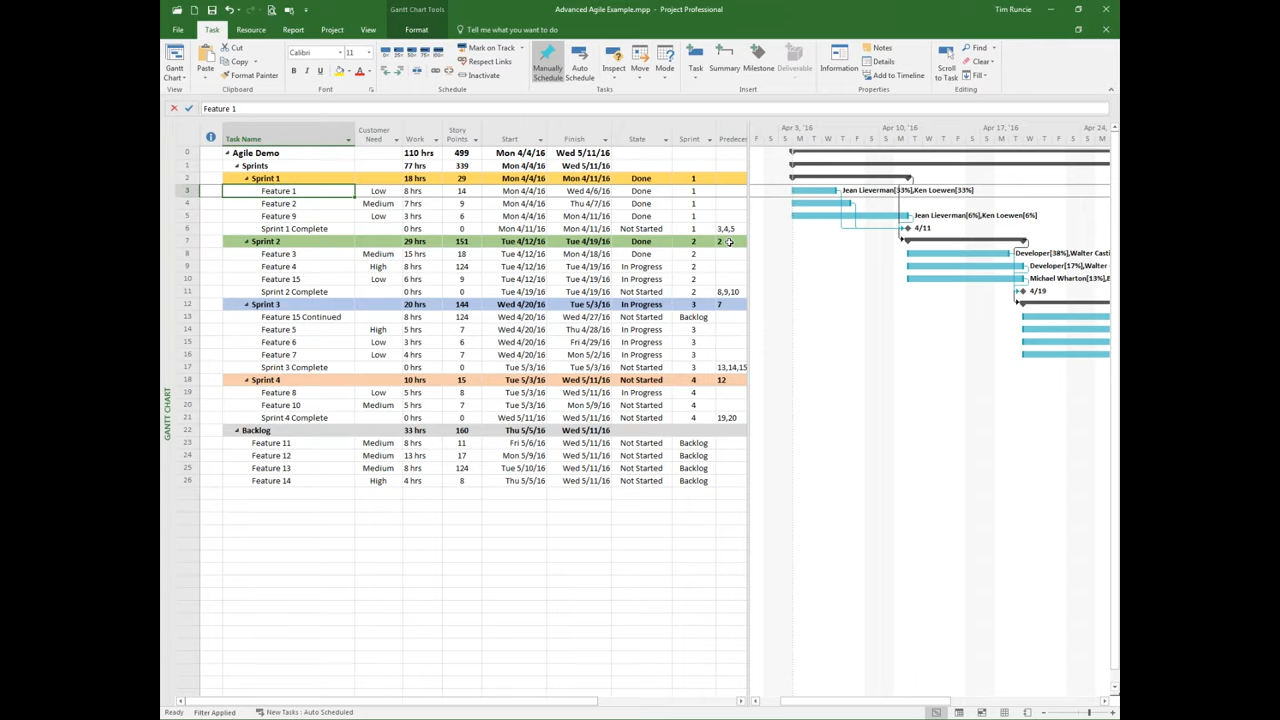 Gantt Chart Tools
Advanced Agile Example.mpp - Project Professional
Tim Runcie
File Task Resource Report Project View Format Tell me what you want to do
Gantt Chart
View
Paste
Cut
Copy
Format Painter
Clipboard
Calibri 11
B I U A
Font
0% 25% 50% 75% 100%
Mark on Track
Respect Links
Inactivate
Schedule
Manually Schedule
Auto Schedule
Inspect Move Mode
Tasks
Task Summary Milestone Deliverable
Insert
Information
Notes
Details
Add to Timeline
Properties
Scroll to Task
Find
Clear
Fill
Editing
Feature 1
Task Name Customer Need Work Story Points Start Finish State Sprint Predeces
0 Agile Demo 110 hrs 499 Mon 4/4/16 Wed 5/11/16
1 Sprints 77 hrs 339 Mon 4/4/16 Wed 5/11/16
2 Sprint 1 18 hrs 29 Mon 4/4/16 Mon 4/11/16 Done 1
3 Feature 1 Low 8 hrs 14 Mon 4/4/16 Wed 4/6/16 Done 1
4 Feature 2 Medium 7 hrs 9 Mon 4/4/16 Thu 4/7/16 Done 1
5 Feature 9 Low 3 hrs 6 Mon 4/4/16 Mon 4/11/16 Done 1
6 Sprint 1 Complete 0 hrs 0 Mon 4/11/16 Mon 4/11/16 Not Started 1 3,4,5
7 Sprint 2 29 hrs 151 Tue 4/12/16 Tue 4/19/16 Done 2 2
8 Feature 3 Medium 15 hrs 18 Tue 4/12/16 Mon 4/18/16 Done 2
9 Feature 4 High 8 hrs 124 Tue 4/12/16 Tue 4/19/16 In Progress 2
10 Feature 15 Low 6 hrs 9 Tue 4/12/16 Tue 4/19/16 In Progress 2
11 Sprint 2 Complete 0 hrs 0 Tue 4/19/16 Tue 4/19/16 Not Started 2 8,9,10
12 Sprint 3 20 hrs 144 Wed 4/20/16 Tue 5/3/16 In Progress 3 7
13 Feature 15 Continued 8 hrs 124 Wed 4/20/16 Tue 5/3/16 Not Started Backlog
14 Feature 5 High 5 hrs 7 Wed 4/20/16 Thu 4/28/16 In Progress 3
15 Feature 6 Low 3 hrs 6 Wed 4/20/16 Fri 4/29/16 In Progress 3
16 Feature 7 Low 4 hrs 7 Wed 4/20/16 Mon 5/2/16 In Progress 3
17 Sprint 3 Complete 0 hrs 0 Tue 5/3/16 Tue 5/3/16 Not Started 3 13,14,15
18 Sprint 4 10 hrs 15 Tue 5/3/16 Wed 5/11/16 Not Started 4 12
19 Feature 8 Low 5 hrs 8 Tue 5/3/16 Wed 5/11/16 In Progress 4
20 Feature 10 Medium 5 hrs 7 Tue 5/3/16 Mon 5/9/16 Not Started 4
21 Sprint 4 Complete 0 hrs 0 Wed 5/11/16 Wed 5/11/16 Not Started 4 19,20
22 Backlog 33 hrs 160 Thu 5/5/16 Wed 5/11/16
23 Feature 11 Medium 8 hrs 11 Fri 5/6/16 Wed 5/11/16 Not Started Backlog
24 Feature 12 Medium 13 hrs 17 Mon 5/9/16 Wed 5/11/16 Not Started Backlog
25 Feature 13 Medium 8 hrs 124 Tue 5/10/16 Wed 5/11/16 Not Started Backlog
26 Feature 14 High 4 hrs 8 Thu 5/5/16 Wed 5/11/16 Not Started Backlog
GANTT CHART
Apr 3, '16 Apr 10, '16 Apr 17, '16 Apr 24,
F S S M T W T F S S M T W T F S S M T W T F S S M
Jean Lieverman[33%],Ken Loewen[33%]
Jean Lieverman[6%],Ken Loewen[6%]
4/11
Developer[38%],Walter Casti
Developer[17%],Walter
Michael Wharton[13%],E
4/19
Ready Filter Applied New Tasks : Auto Scheduled